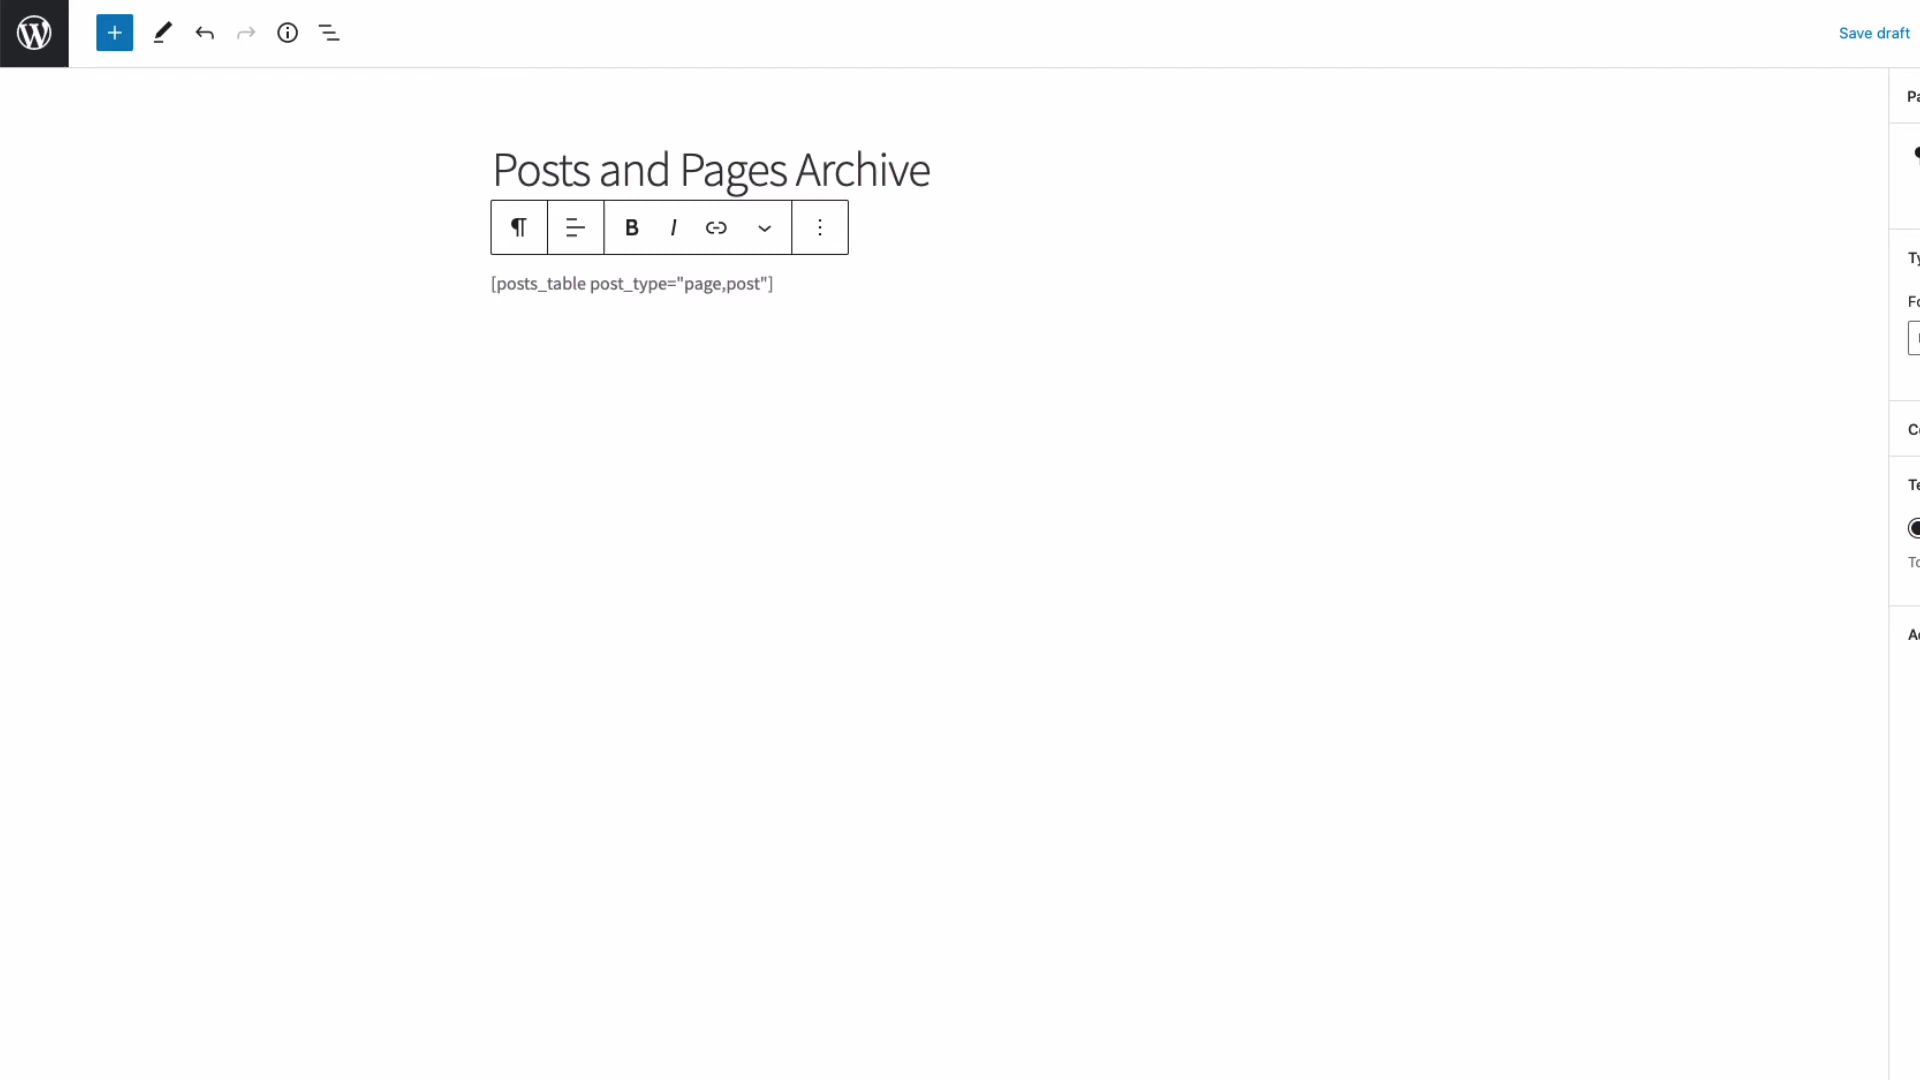 Save draft
Posts and Pages Archive
B I
[posts_table post_type="page,post"]